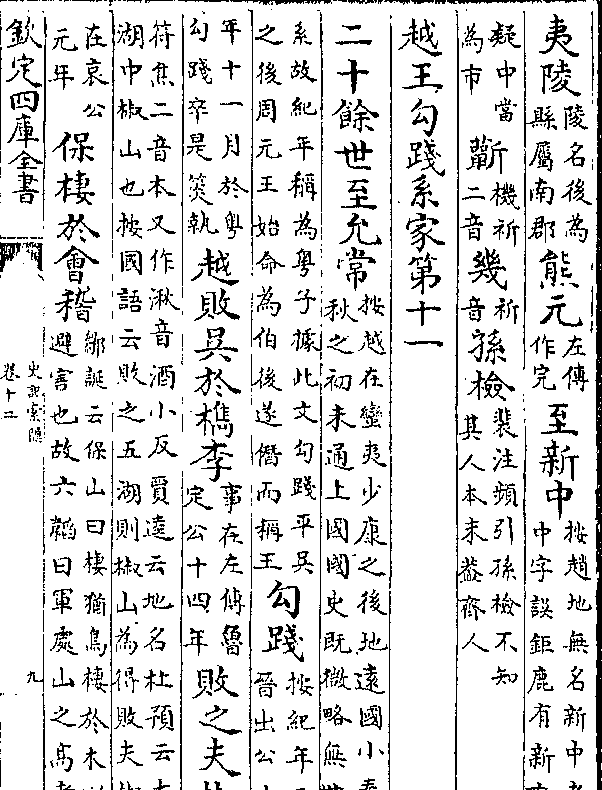 夷陵陵名後為縣屬南郡熊元左傳作完至新中按趙地無名新中中字誤鉅鹿有新
疑中當為市蘄機祈二音幾祈音孫檢裴注頻引孫檢不知其人本末葢齊人
越王勾踐系家第十一
二十餘世至允常按越在蠻夷少康之後地遠國小秋之初未通上國國史既微略無
系故紀年稱為粤子據此文勾踐平吳之後周元王始命為伯後遂僭而稱王勾踐按紀年晉出公
年十一月於粤勾踐卒是菼執越敗吳於檇李事在左傳魯定公十四年敗之夫
符焦二音本又作湫音酒小反賈逵云地名杜預云湖中椒山也按國語云敗之五湖則椒山為得敗夫
在哀公元年保棲於會稽鄒誕云保山曰棲猶鳥棲於木避害也故六韜曰軍處山之髙
欽定四庫全書
史記索隱
卷十二
九